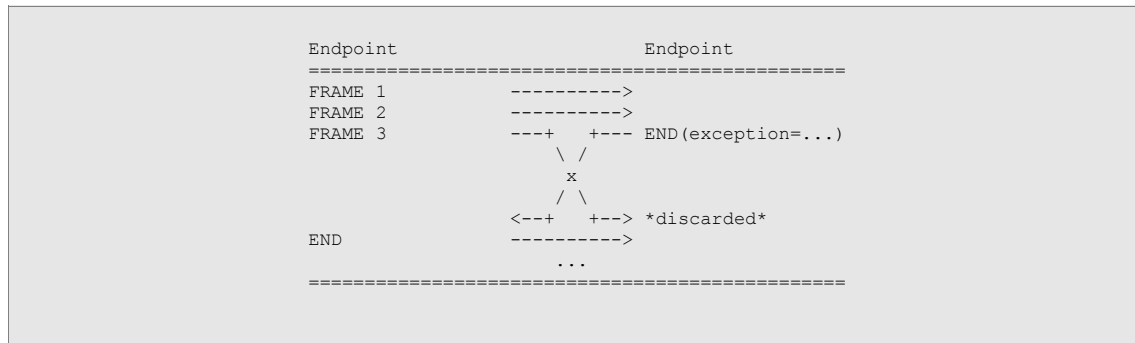 Endpoint                              Endpoint
================================================
FRAME 1           ---------->
FRAME 2           ---------->
FRAME 3           ---+   +--- END(exception=...)
                      \ /
                       x
                      / \
                  <--+   +--> *discarded*
END               ---------->
                      ...
================================================